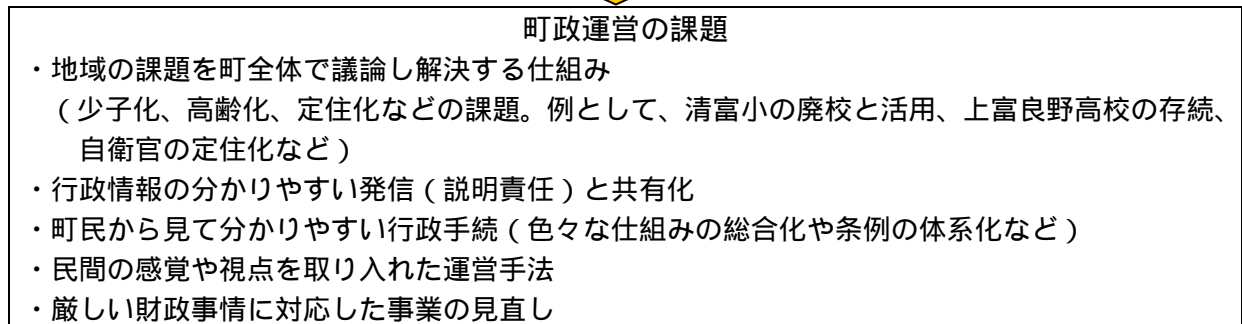 町政運営の課題
・地域の課題を町全体で議論し解決する仕組み
（少子化、高齢化、定住化などの課題。例として、清富小の廃校と活用、上富良野高校の存続、
自衛官の定住化など）
・行政情報の分かりやすい発信（説明責任）と共有化
・町民から見て分かりやすい行政手続（色々な仕組みの総合化や条例の体系化など）
・民間の感覚や視点を取り入れた運営手法
・厳しい財政事情に対応した事業の見直し